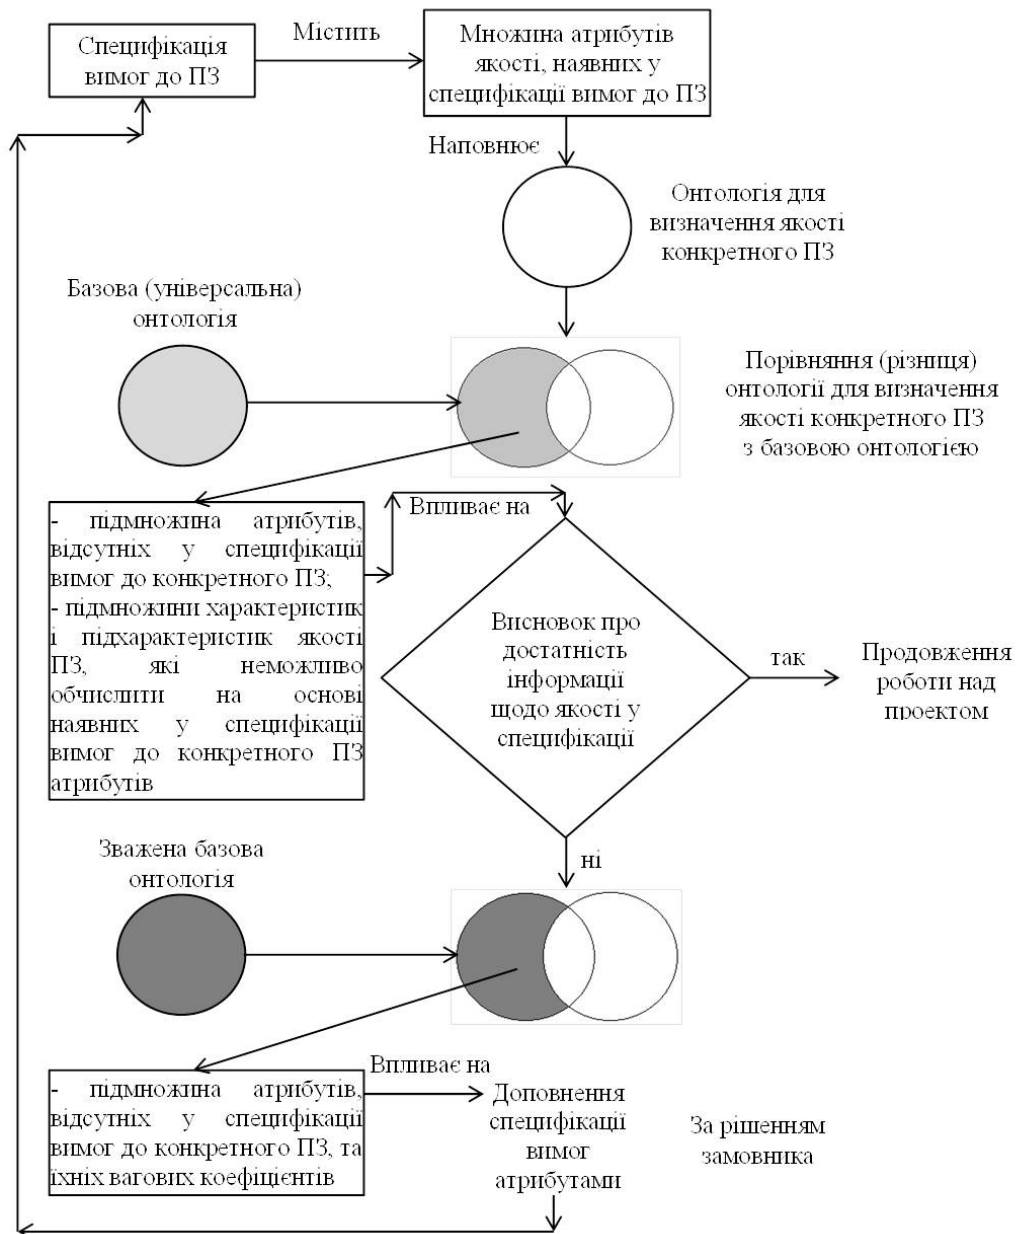 Специфікація
вимог до ПЗ
Містить
Множина атрибутів
якості, наявних у
специфікації вимог до ПЗ
Наповнює
Онтологія для
визначення якості
конкретного ПЗ
Базова (універсальна)
онтологія
Порівняння (різниця)
онтології для визначення
якості конкретного ПЗ
з базовою онтологією
- підмножина атрибутів,
відсутніх у специфікації
вимог до конкретного ПЗ;
- підмножини характеристик
і підхарактеристик якості
ПЗ, які неможливо
обчислити на основі
наявних у специфікації
вимог до конкретного ПЗ
атрибутів
Впливає на
Висновок про
достатність
інформації
щодо якості у
специфікації
так
Продовження
роботи над
проектом
ні
Зважена базова
онтологія
- підмножина атрибутів,
відсутніх у специфікації
вимог до конкретного ПЗ, та
їхніх вагових коефіцієнтів
Впливає на
Доповнення
специфікації
вимог
атрибутами
За рішенням
замовника